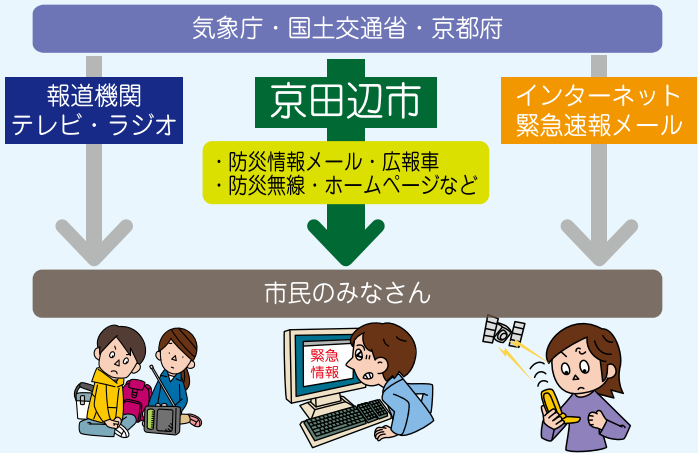 気象庁・国土交通省・京都府
報道機関
テレビ・ラジオ
京田辺市
インターネット
緊急速報メール
・防災情報メール・広報車
・防災無線・ホームページなど
市民のみなさん
緊急
情報